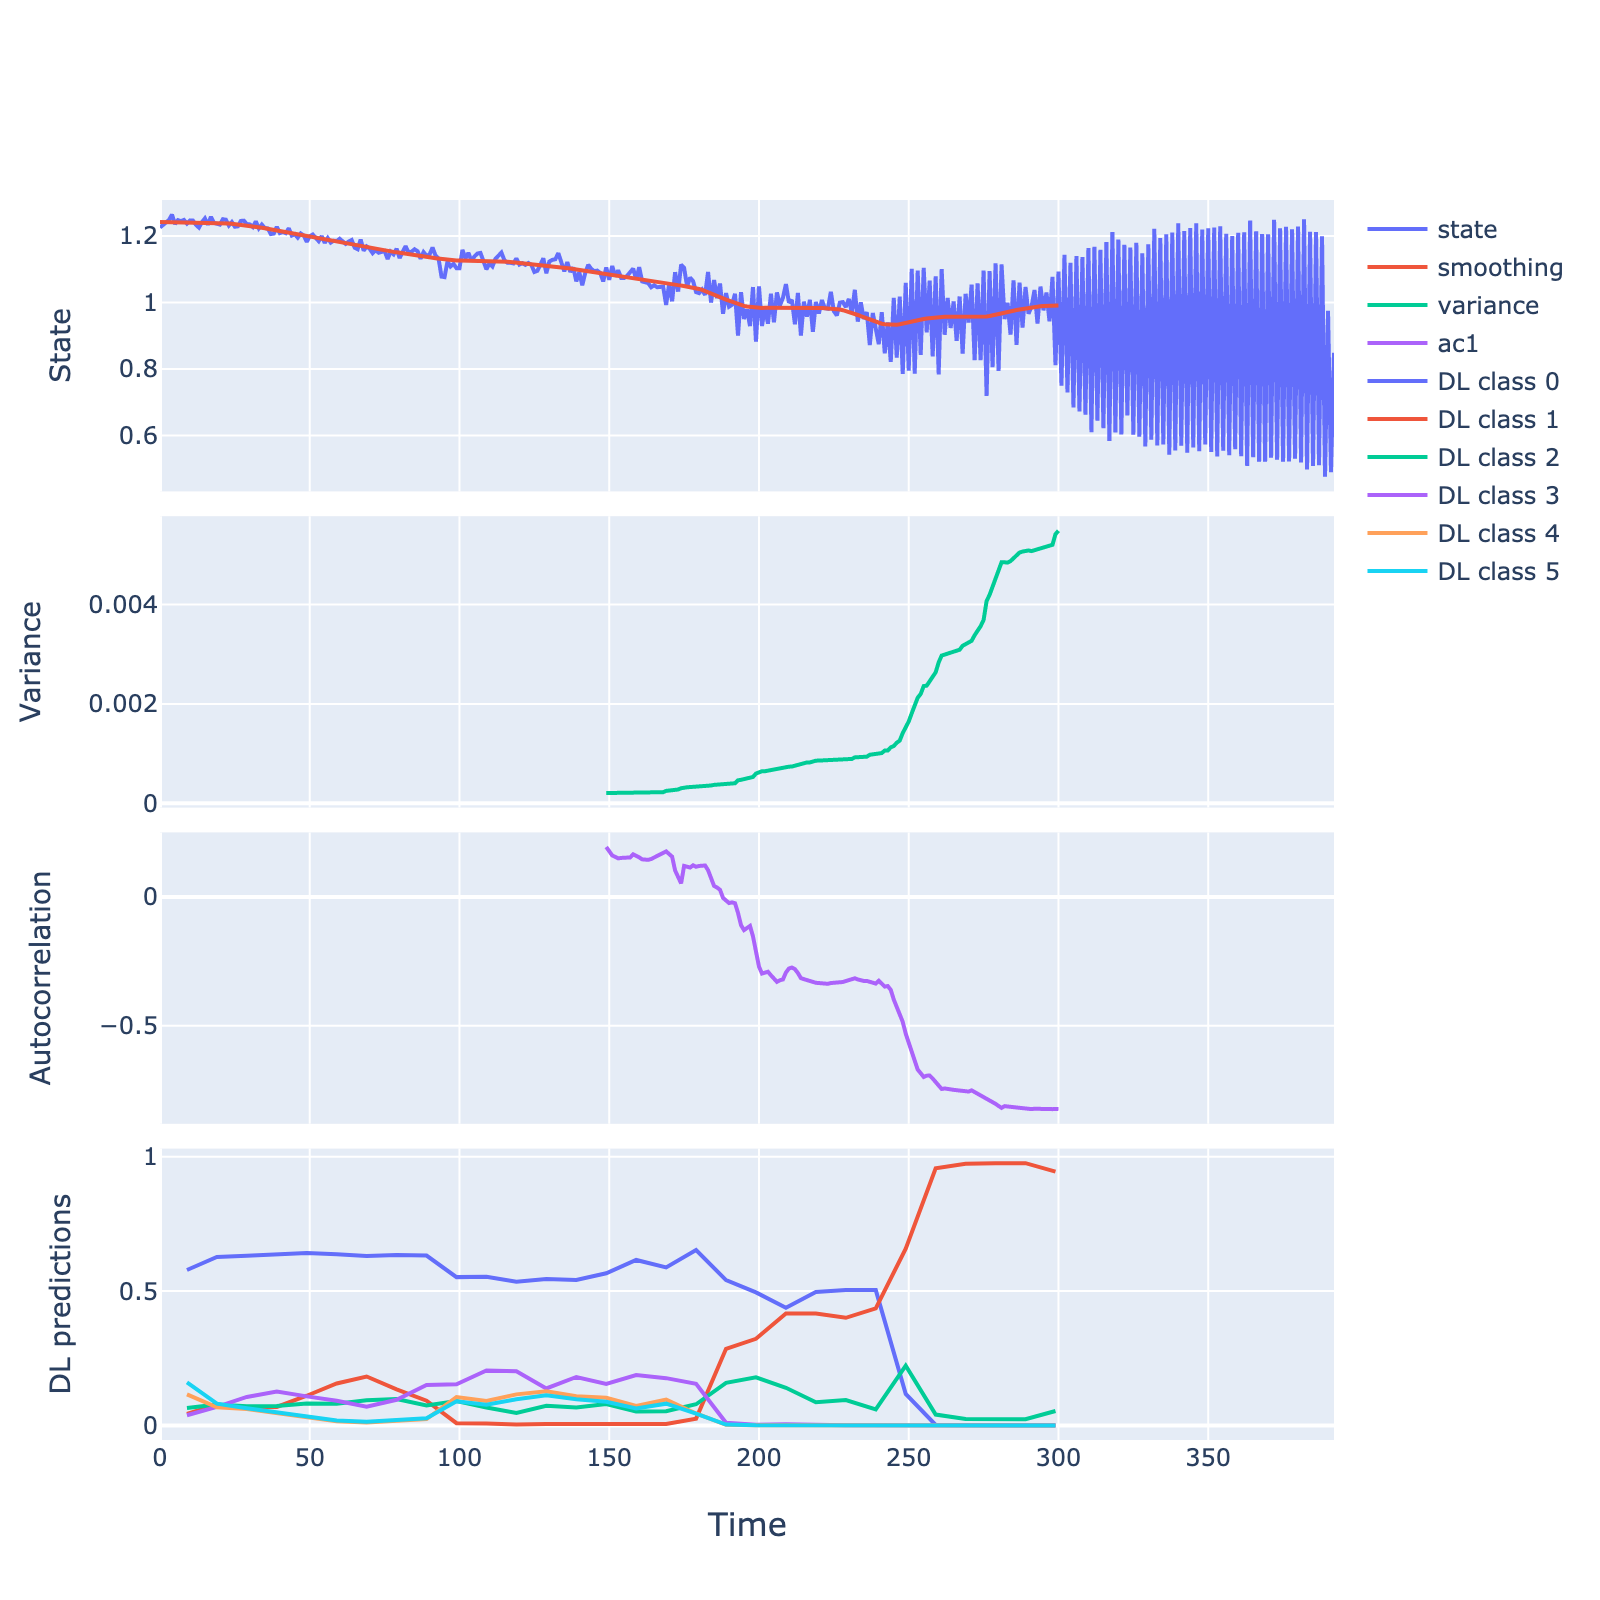 State
1.2
1
0.8
0.6
state
smoothing
variance
ac1
DL class 0
DL class 1
DL class 2
DL class 3
DL class 4
DL class 5
Variance
0.004
0.002
0
Autocorrelation
0
−0.5
DL predictions
1
0.5
0
0 50 100 150 200 250 300 350
Time